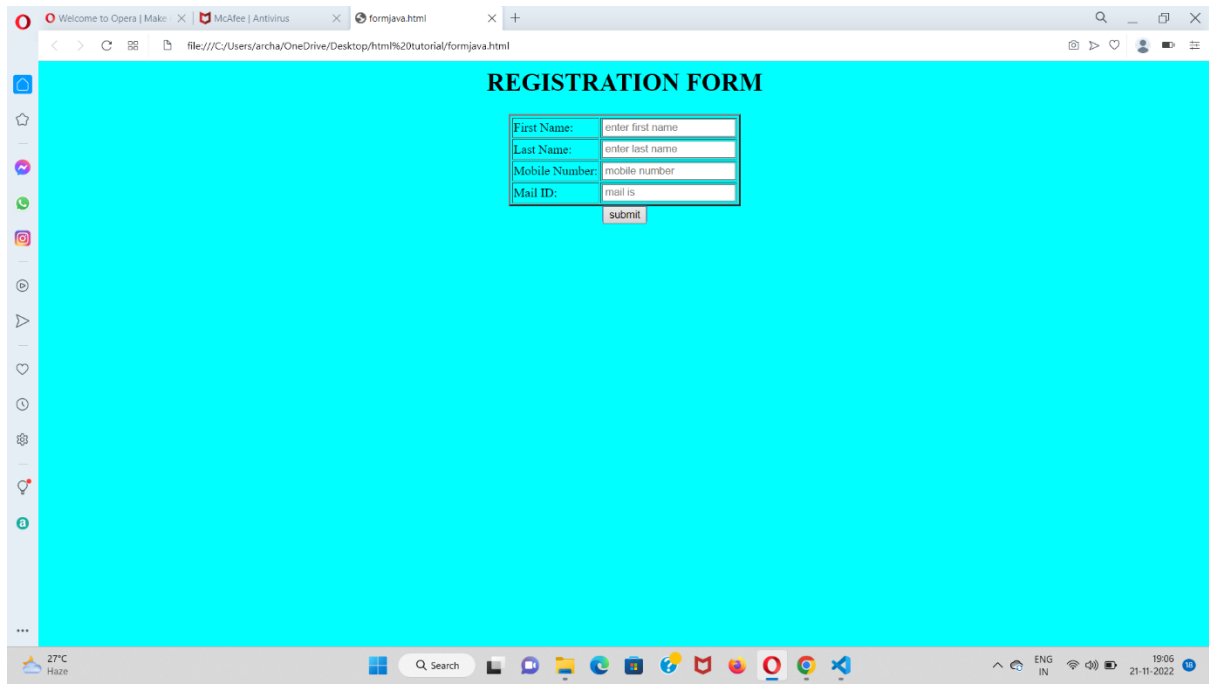 Welcome to Opera | Make
McAfee | Antivirus
formjava.html
file:///C:/Users/archa/OneDrive/Desktop/html%20tutorial/formjava.html
REGISTRATION FORM
First Name: enter first name
Last Name: enter last name
Mobile Number: mobile number
Mail ID: mail is
submit
27°C
Haze
Search
ENG
IN
19:06
21-11-2022
18